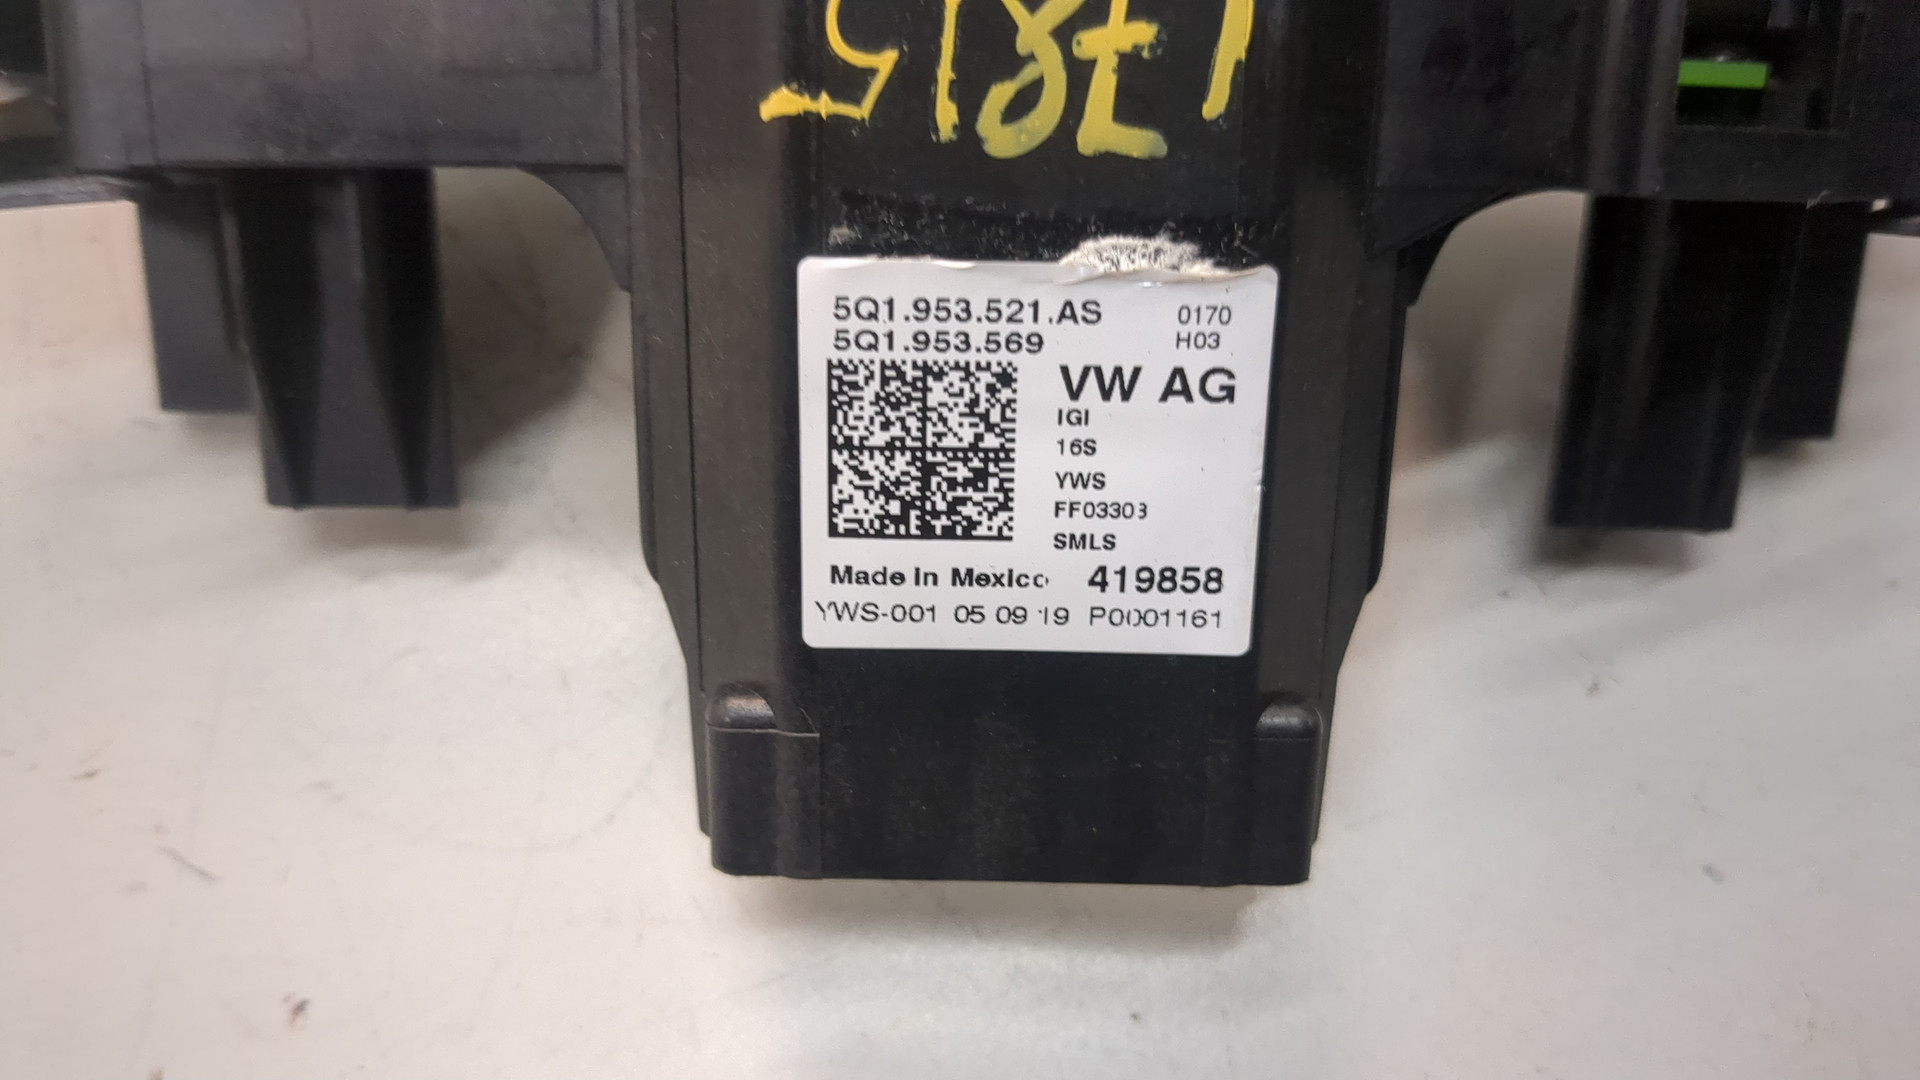 5Q1.953.521.AS 0170
5Q1.953.569 H03
VW AG
IGI
16S
YWS
FF03303
SMLS
Made In Mexico 419858
YWS-001 05 09 19 P0001161